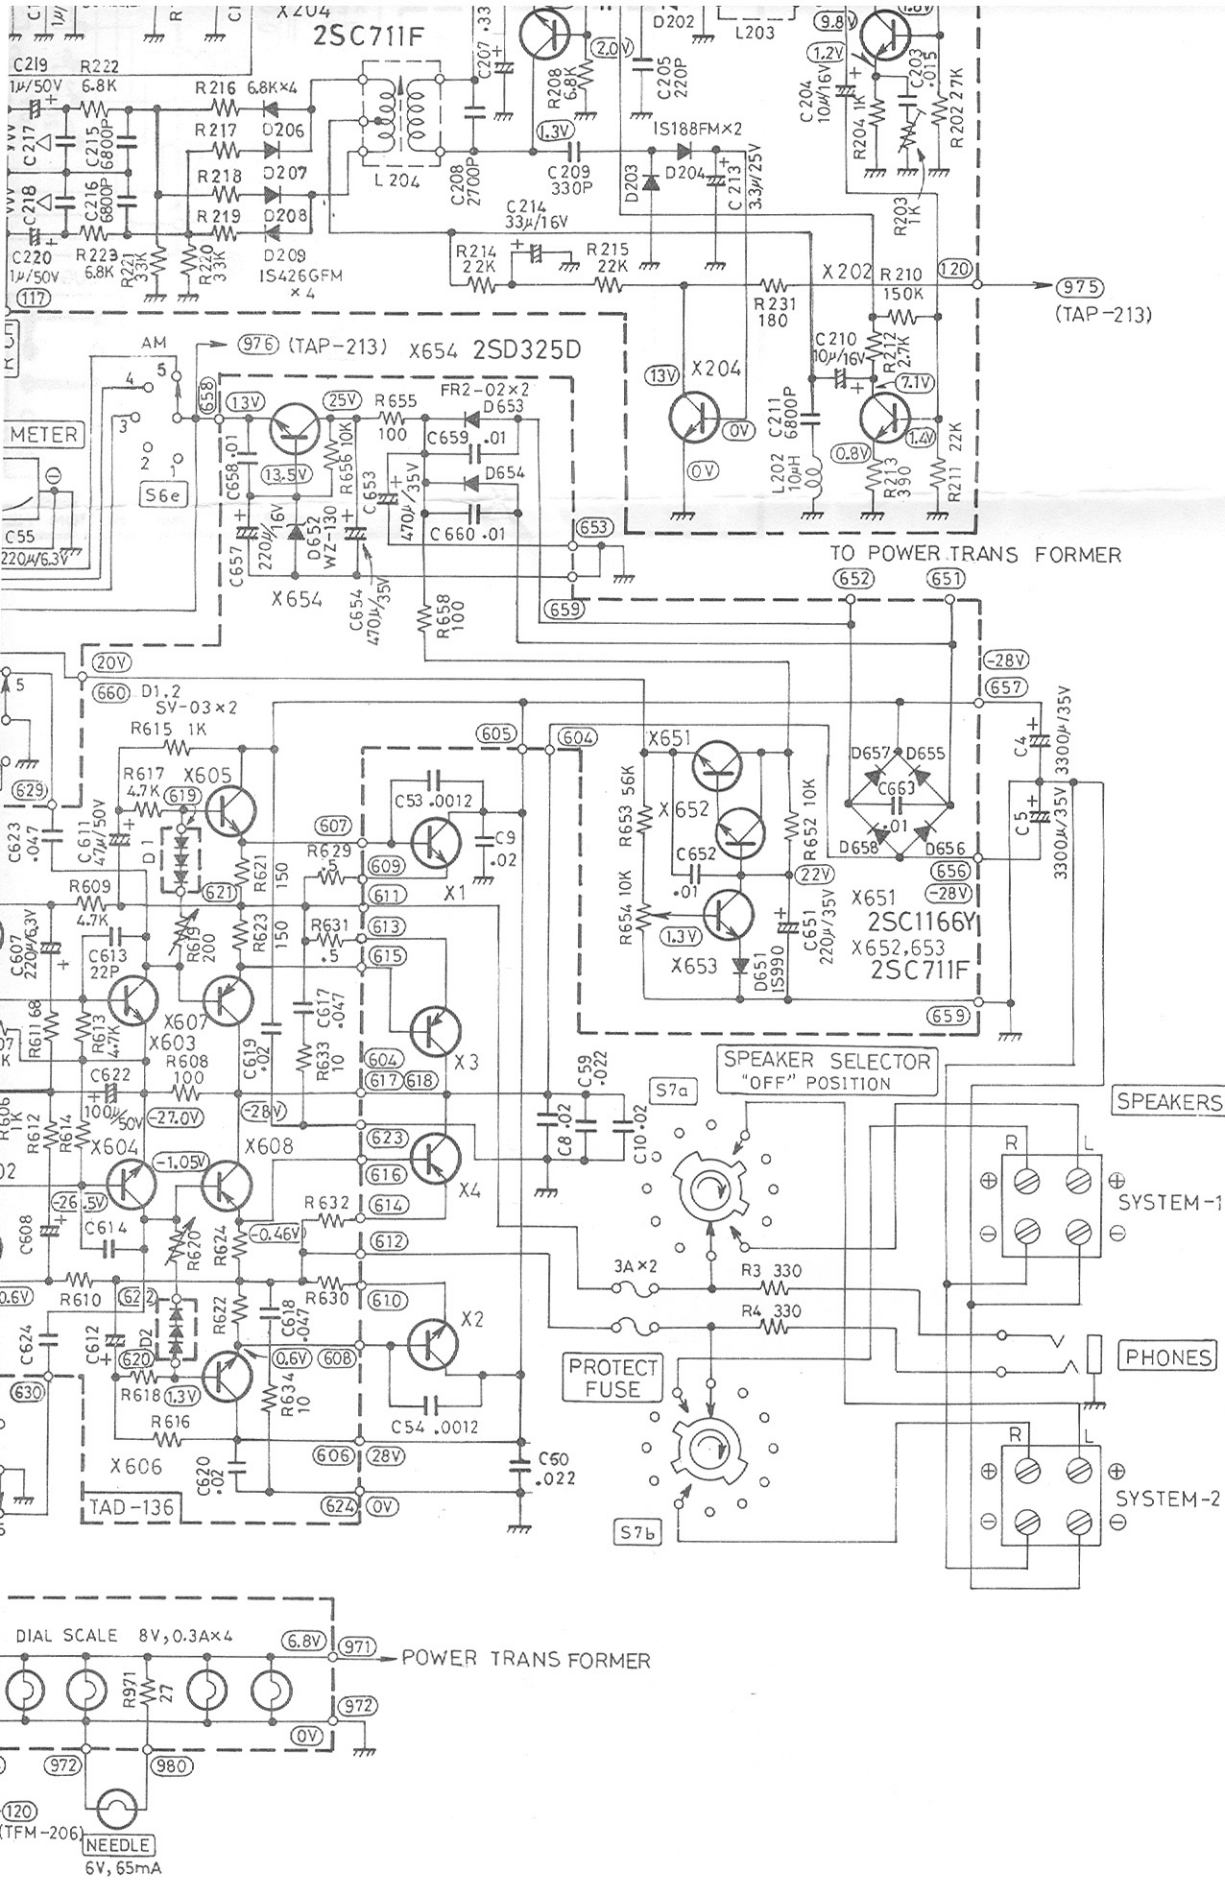 X204
2SC711F
C207 .33
2.0V
D202
L203
9.8V
1.2V
C203
.015
C219
1μ/50V
R222
6.8K
R216 6.8K×4
D206
R217
D207
R218
D208
R219
D209
1S426GFM
×4
C217
C215
6800P
C218
C216
6800P
C220
1μ/50V
R223
6.8K
R221
33K
R220
33K
117
L204
C208
2700P
R208
6.8K
C205
220P
1.3V
C209
330P
1S188FM×2
D203
D204
C213
3.3μ/25V
C204
10μ/16V
R204 1K
R202 2.7K
R203
1K
C214
33μ/16V
R214
22K
R215
22K
X202
R210
150K
120
975
(TAP-213)
R231
180
C210
10μ/16V
R212
2.7K
X204
13V
0V
0V
7.1V
1.4V
0.8V
C211
6800P
L202
10μH
R213
390
R211 22K
AM
5
4
3
2
1
S6e
METER
C55
220μ/6.3V
976 (TAP-213)
X654 2SD325D
658
13V
25V
R655
100
FR2-02×2
D653
C659 .01
D654
C660 .01
C658 .01
R656 10K
13.5V
C653
470μ/35V
C657
220μ/16V
D652
WZ-130
X654
C654
470μ/35V
R658
100
653
659
TO POWER TRANS FORMER
652
651
20V
660
D1,2
SV-03×2
R615 1K
R617
4.7K
619
X605
-28V
657
605
604
X651
X652
R653 56K
R652 10K
D657
D655
C663
.01
D658
D656
C4
3300μ/35V
C5
3300μ/35V
629
C623
.047
C611
47μ/50V
D1
621
R621
150
607
C53 .0012
C9
.02
R629
.5
609
611
X1
C652
.01
22V
656
-28V
X651
2SC1166Y
X652,653
2SC711F
R654 10K
1.3V
X653
D651
1S990
C651
220μ/35V
659
R609
4.7K
C607
220μ/6.3V
C613
22P
R619
200
R623
150
R631
.5
613
615
X607
X603
R611 68
R613
4.7K
R608
100
C619
.02
C617
.047
R633
10
X3
604
617 618
C622
100μ/50V
-27.0V
-28V
R612
R614
X604
X608
-1.05V
-26.5V
C59
.022
C8 .02
C10 .02
623
616
X4
614
R632
612
C608
C614
R620
R624
-0.46V
SPEAKER SELECTOR
"OFF" POSITION
S7a
SPEAKERS
R
L
SYSTEM-1
3A×2
R3 330
R4 330
0.6V
R610
622
R622
C618
.047
R630
610
X2
C624
C612
D2
620
R618
1.3V
0.6V
608
R634
10
C54 .0012
PROTECT
FUSE
PHONES
630
R616
606
28V
C60
.022
X606
C620
.02
TAD-136
624
0V
S7b
R
L
SYSTEM-2
DIAL SCALE 8V,0.3A×4
6.8V
971
POWER TRANS FORMER
R971
27
972
0V
972
980
120
(TFM-206)
NEEDLE
6V,65mA